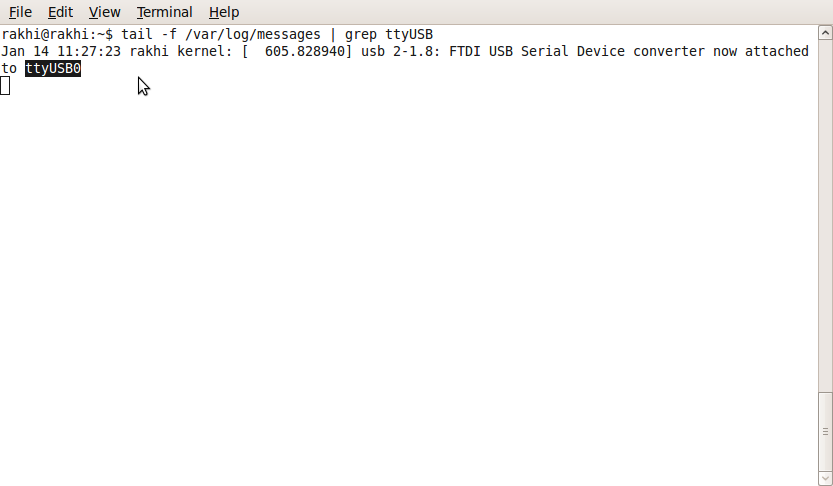 File Edit View Terminal Help
rakhi@rakhi:~$ tail -f /var/log/messages | grep ttyUSB
Jan 14 11:27:23 rakhi kernel: [  605.828940] usb 2-1.8: FTDI USB Serial Device converter now attached
to ttyUSB0